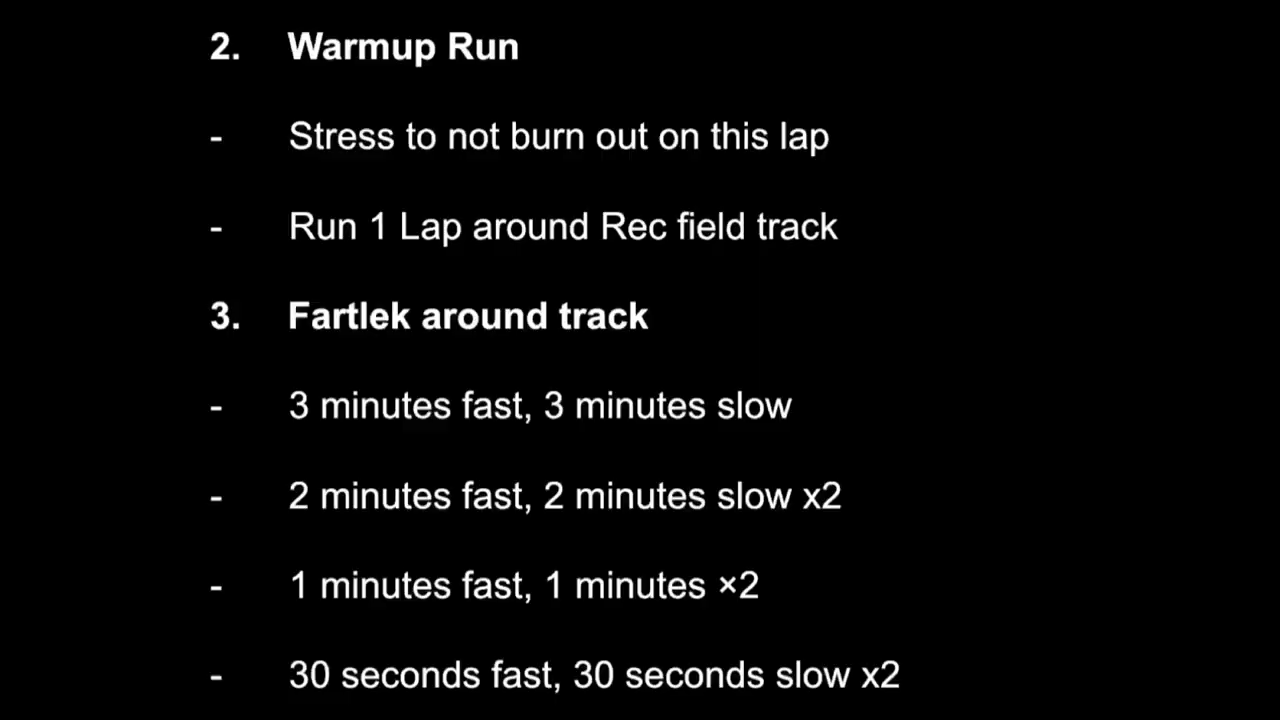 2. Warmup Run
- Stress to not burn out on this lap
- Run 1 Lap around Rec field track
3. Fartlek around track
- 3 minutes fast, 3 minutes slow
- 2 minutes fast, 2 minutes slow x2
- 1 minutes fast, 1 minutes ×2
- 30 seconds fast, 30 seconds slow x2